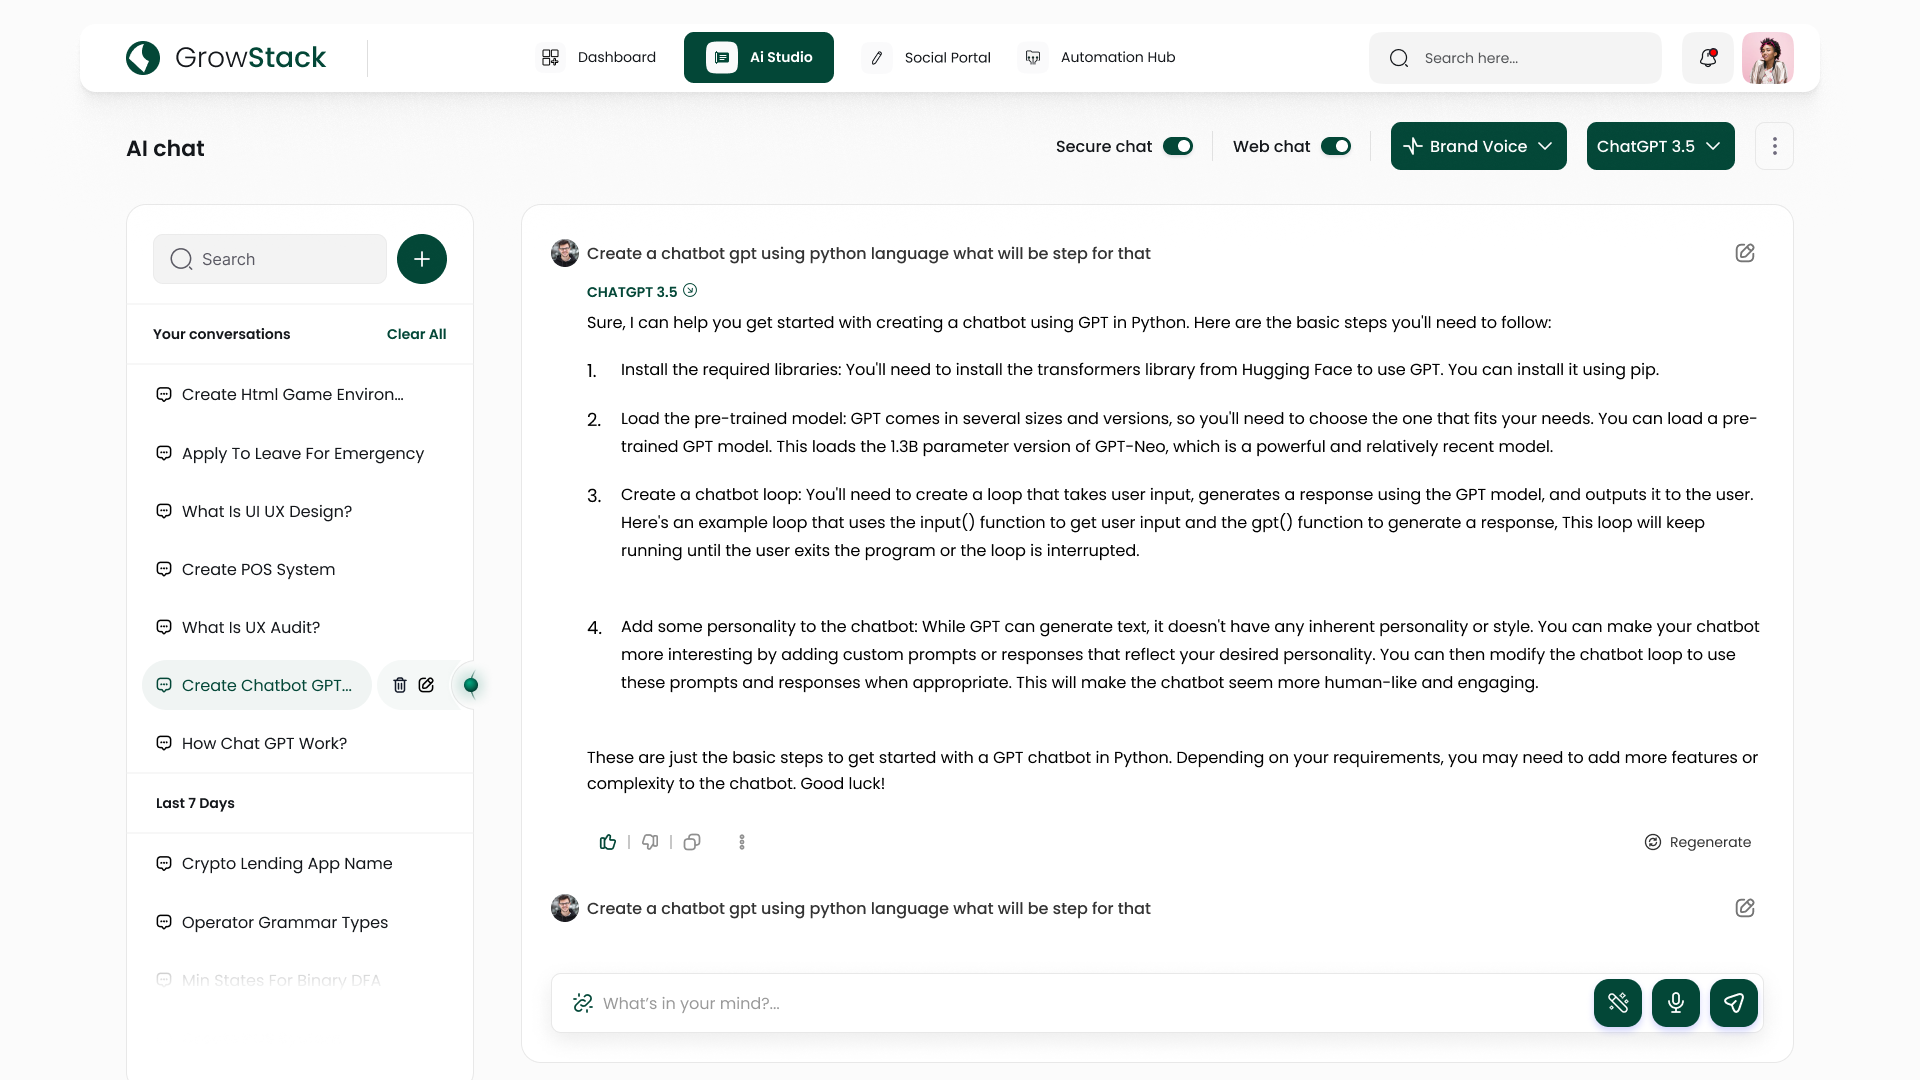 GrowStack
Dashboard
Ai Studio
Social Portal
Automation Hub
Search here...
AI chat
Secure chat
Web chat
Brand Voice
ChatGPT 3.5
Search
Your conversations
Clear All
Create Html Game Environ...
Apply To Leave For Emergency
What Is UI UX Design?
Create POS System
What Is UX Audit?
Create Chatbot GPT...
How Chat GPT Work?
Last 7 Days
Crypto Lending App Name
Operator Grammar Types
Min States For Binary DFA
Create a chatbot gpt using python language what will be step for that
CHATGPT 3.5
Sure, I can help you get started with creating a chatbot using GPT in Python. Here are the basic steps you'll need to follow:
1. Install the required libraries: You'll need to install the transformers library from Hugging Face to use GPT. You can install it using pip.
2. Load the pre-trained model: GPT comes in several sizes and versions, so you'll need to choose the one that fits your needs. You can load a pre-
trained GPT model. This loads the 1.3B parameter version of GPT-Neo, which is a powerful and relatively recent model.
3. Create a chatbot loop: You'll need to create a loop that takes user input, generates a response using the GPT model, and outputs it to the user.
Here's an example loop that uses the input() function to get user input and the gpt() function to generate a response, This loop will keep
running until the user exits the program or the loop is interrupted.
4. Add some personality to the chatbot: While GPT can generate text, it doesn't have any inherent personality or style. You can make your chatbot
more interesting by adding custom prompts or responses that reflect your desired personality. You can then modify the chatbot loop to use
these prompts and responses when appropriate. This will make the chatbot seem more human-like and engaging.
These are just the basic steps to get started with a GPT chatbot in Python. Depending on your requirements, you may need to add more features or
complexity to the chatbot. Good luck!
Regenerate
Create a chatbot gpt using python language what will be step for that
What's in your mind?...